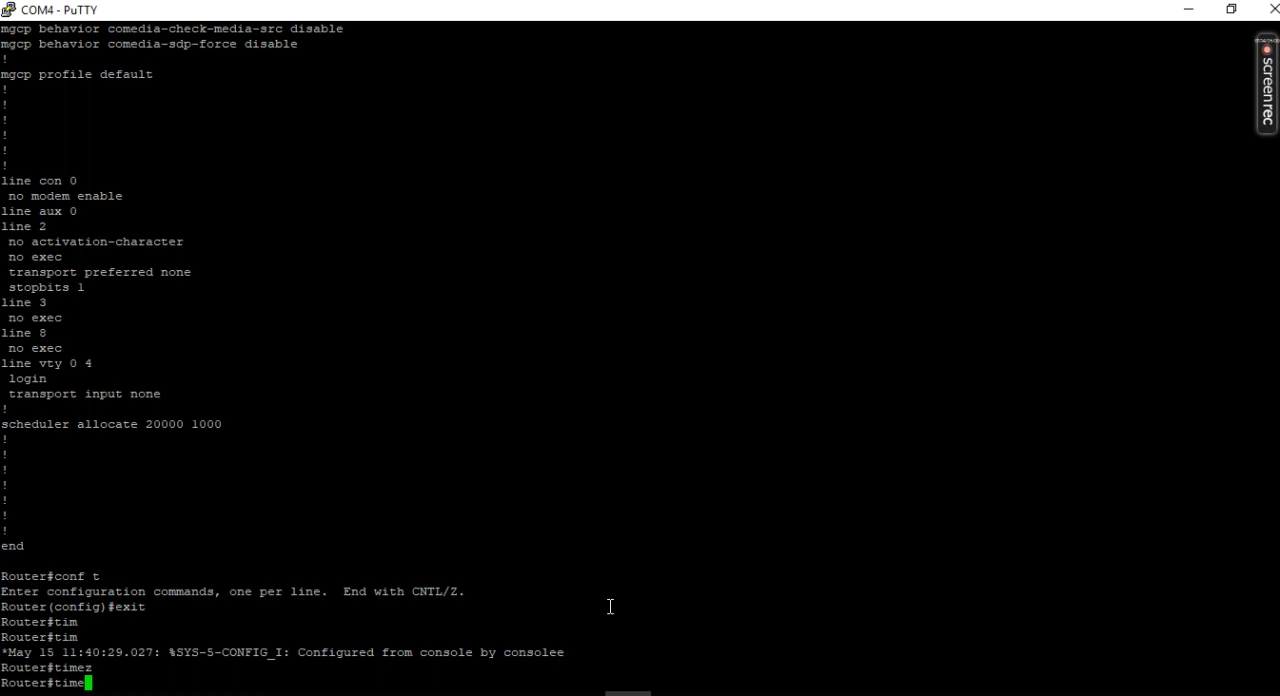 COM4 - PuTTY
mgcp behavior comedia-check-media-src disable
mgcp behavior comedia-sdp-force disable
!
mgcp profile default
!
!
!
!
!
!
line con 0
 no modem enable
line aux 0
line 2
 no activation-character
 no exec
 transport preferred none
 stopbits 1
line 3
 no exec
line 8
 no exec
line vty 0 4
 login
 transport input none
!
scheduler allocate 20000 1000
!
!
!
!
!
!
!
end
Router#conf t
Enter configuration commands, one per line.  End with CNTL/Z.
Router(config)#exit
Router#tim
Router#tim
*May 15 11:40:29.027: %SYS-5-CONFIG_I: Configured from console by consolee
Router#timez
Router#time
screenrec